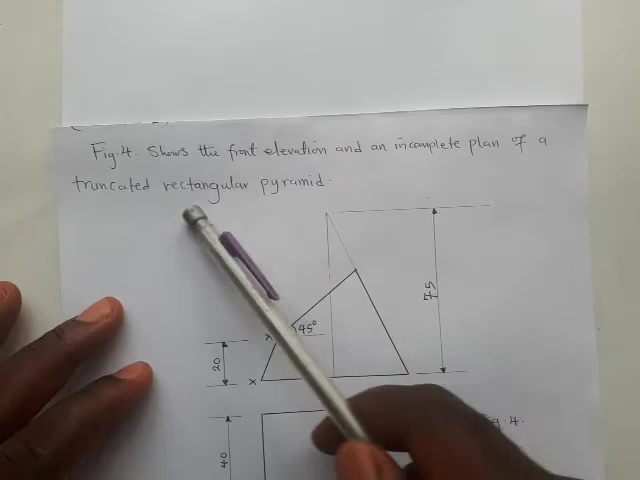 Fig.4. Shows the front elevation and an incomplete plan of a
truncated rectangular pyramid.
75
45°
x
20
x
40